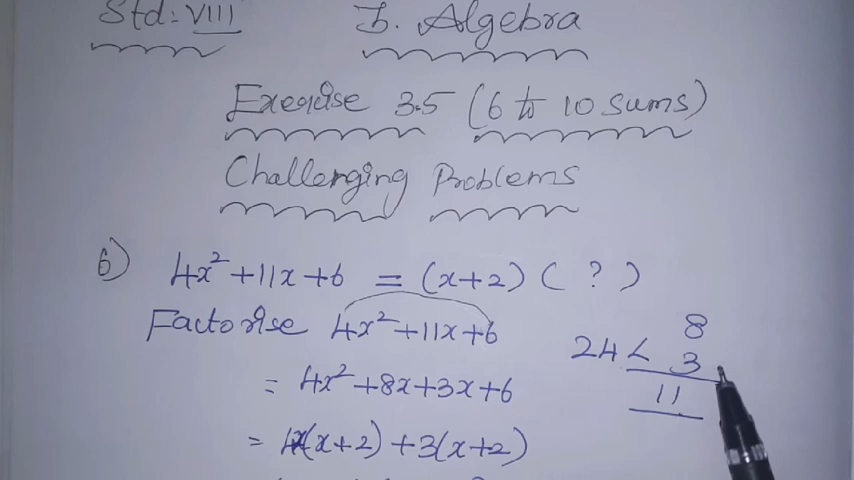 Std: VIII
3. Algebra
Exercise 3.5 (6 to 10 sums)
Challenging Problems
6) 4x² + 11x + 6 = (x+2) ( ? )
Factorise 4x² + 11x + 6
24 < 8
3
11
= 4x² + 8x + 3x + 6
= 4x(x+2) + 3(x+2)